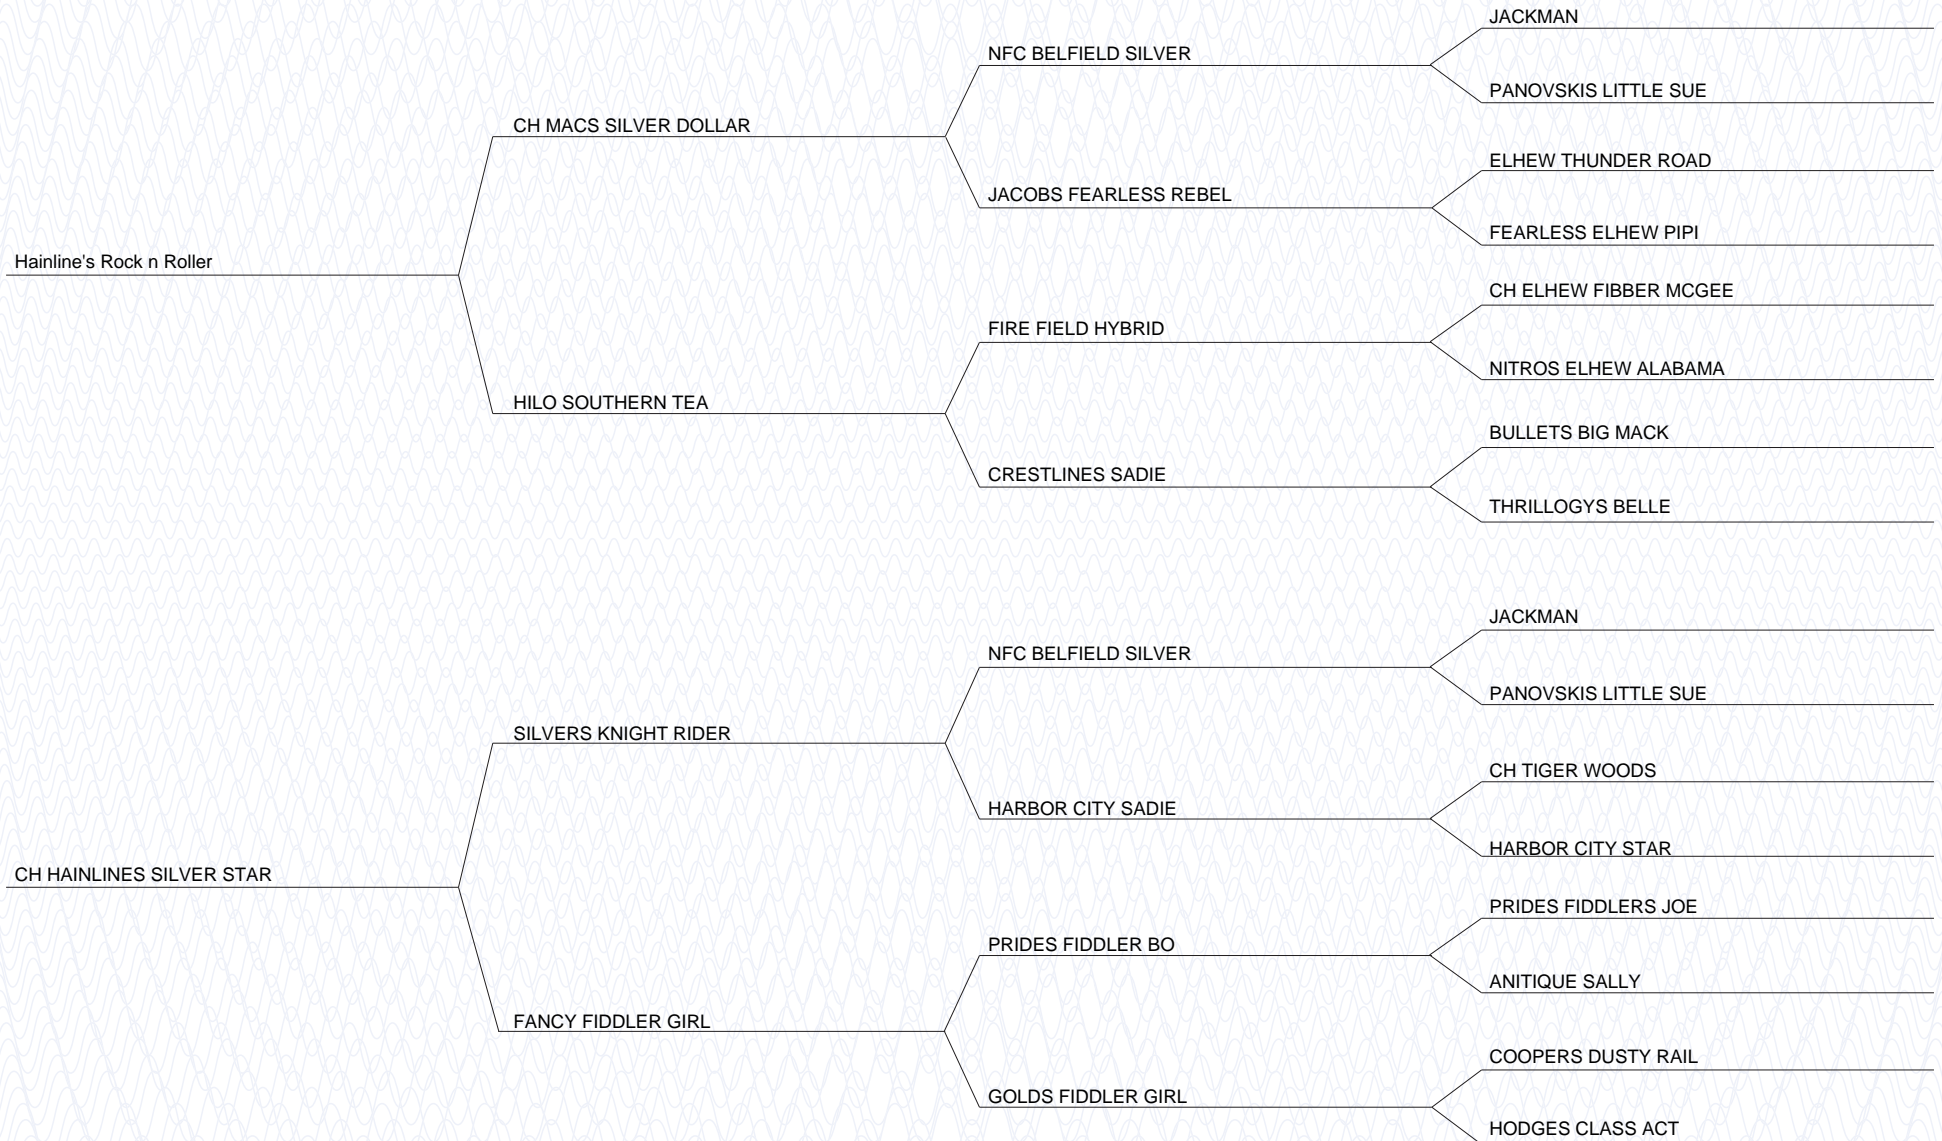 JACKMAN
NFC BELFIELD SILVER
PANOVSKIS LITTLE SUE
CH MACS SILVER DOLLAR
ELHEW THUNDER ROAD
JACOBS FEARLESS REBEL
FEARLESS ELHEW PIPI
Hainline's Rock n Roller
CH ELHEW FIBBER MCGEE
FIRE FIELD HYBRID
NITROS ELHEW ALABAMA
HILO SOUTHERN TEA
BULLETS BIG MACK
CRESTLINES SADIE
THRILLOGYS BELLE
JACKMAN
NFC BELFIELD SILVER
PANOVSKIS LITTLE SUE
SILVERS KNIGHT RIDER
CH TIGER WOODS
HARBOR CITY SADIE
HARBOR CITY STAR
CH HAINLINES SILVER STAR
PRIDES FIDDLERS JOE
PRIDES FIDDLER BO
ANITIQUE SALLY
FANCY FIDDLER GIRL
COOPERS DUSTY RAIL
GOLDS FIDDLER GIRL
HODGES CLASS ACT